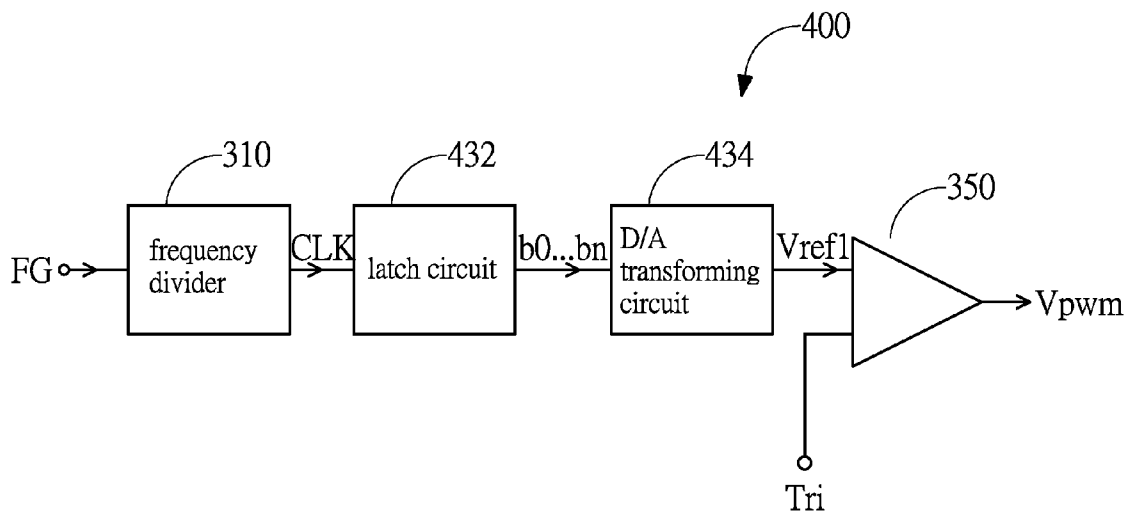 400
310
432
434
350
FG
frequency
divider
CLK
latch circuit
b0...bn
D/A
transforming
circuit
Vref1
Vpwm
Tri